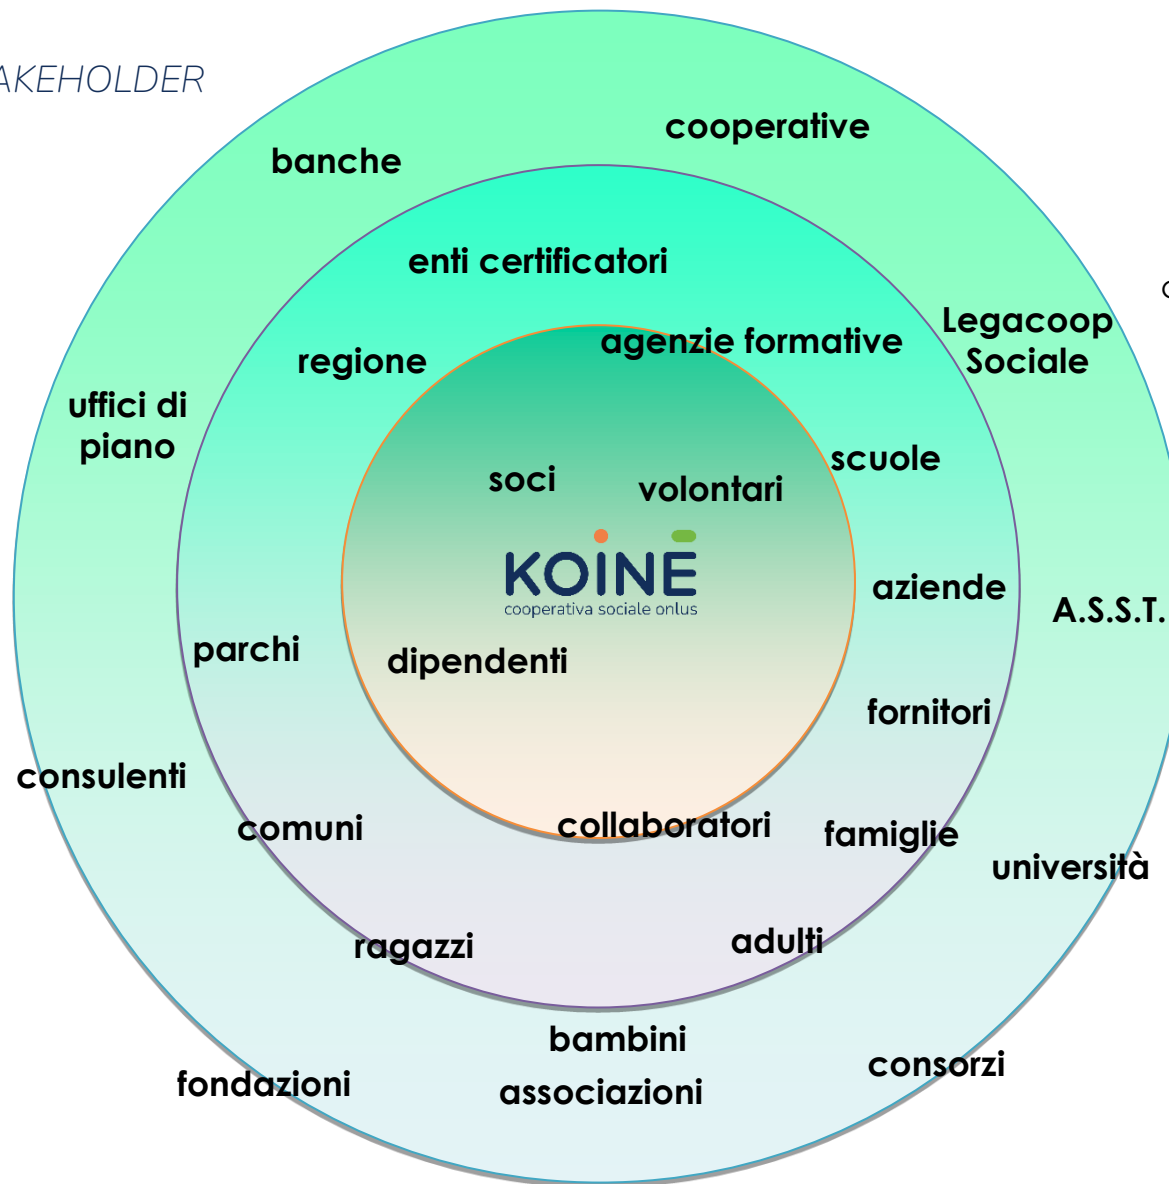 AKEHOLDER
cooperative
banche
enti certificatori
Legacoop
Sociale
agenzie formative
regione
uffici di
piano
scuole
soci
volontari
KOINĒ
cooperativa sociale onlus
aziende
A.S.S.T.
parchi
dipendenti
fornitori
consulenti
comuni
collaboratori
famiglie
università
ragazzi
adulti
bambini
associazioni
consorzi
fondazioni